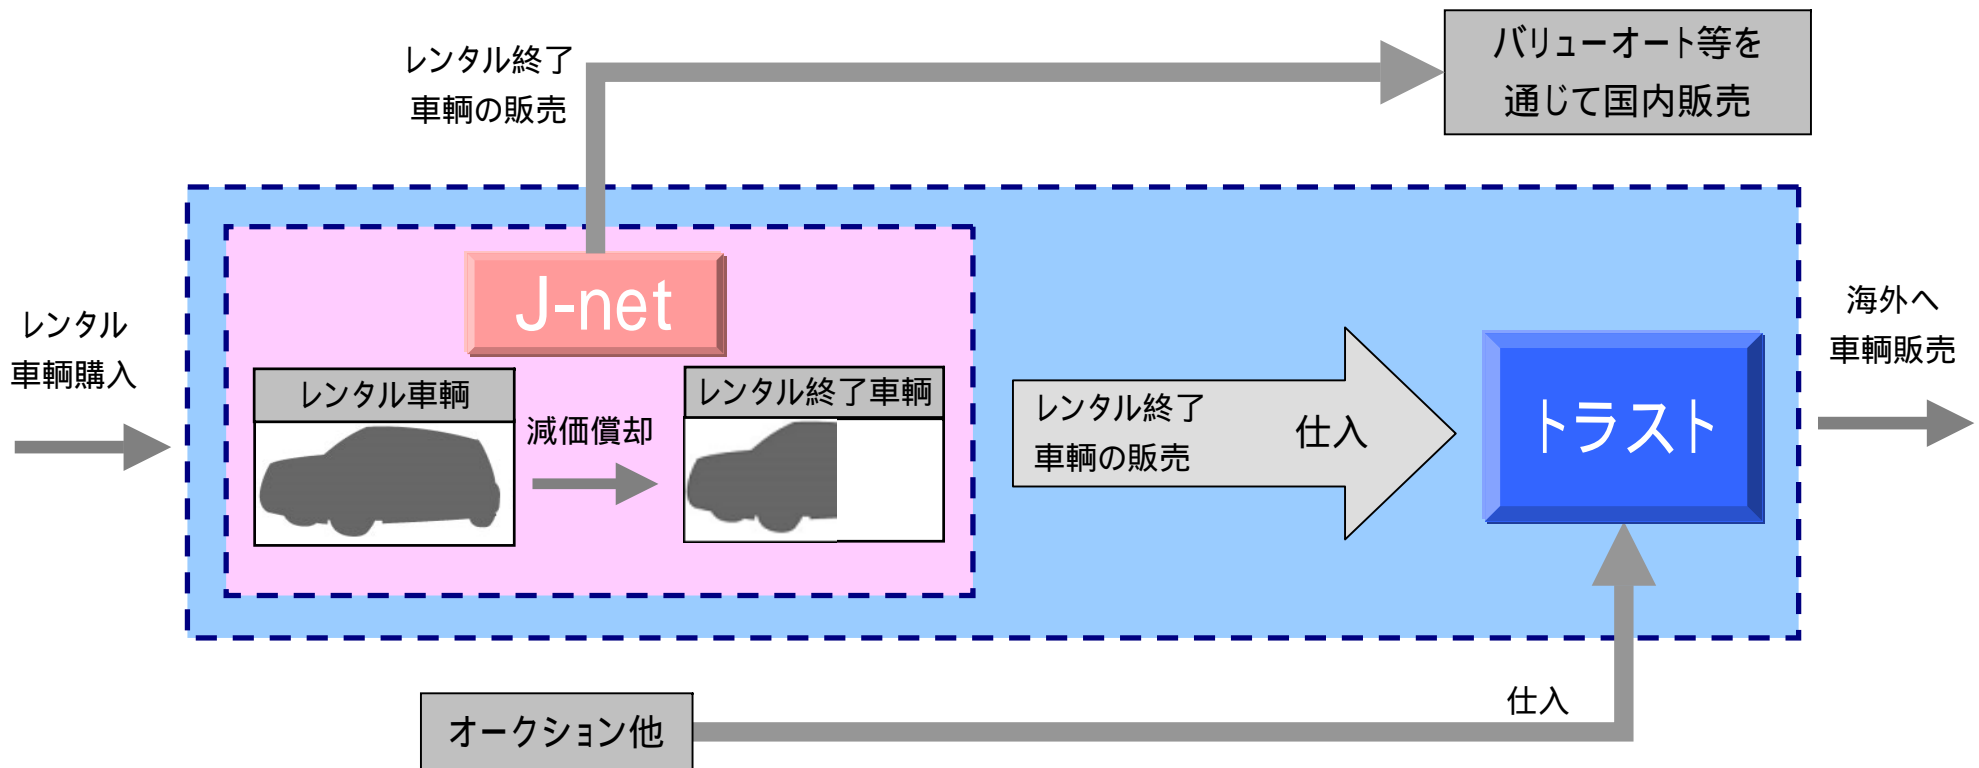 レンタル終了
車輌の販売
バリューオート等を
通じて国内販売
J-net
レンタル
車輌購入
レンタル車輌
減価償却
レンタル終了車輌
レンタル終了
車輌の販売
仕入
トラスト
海外へ
車輌販売
オークション他
仕入